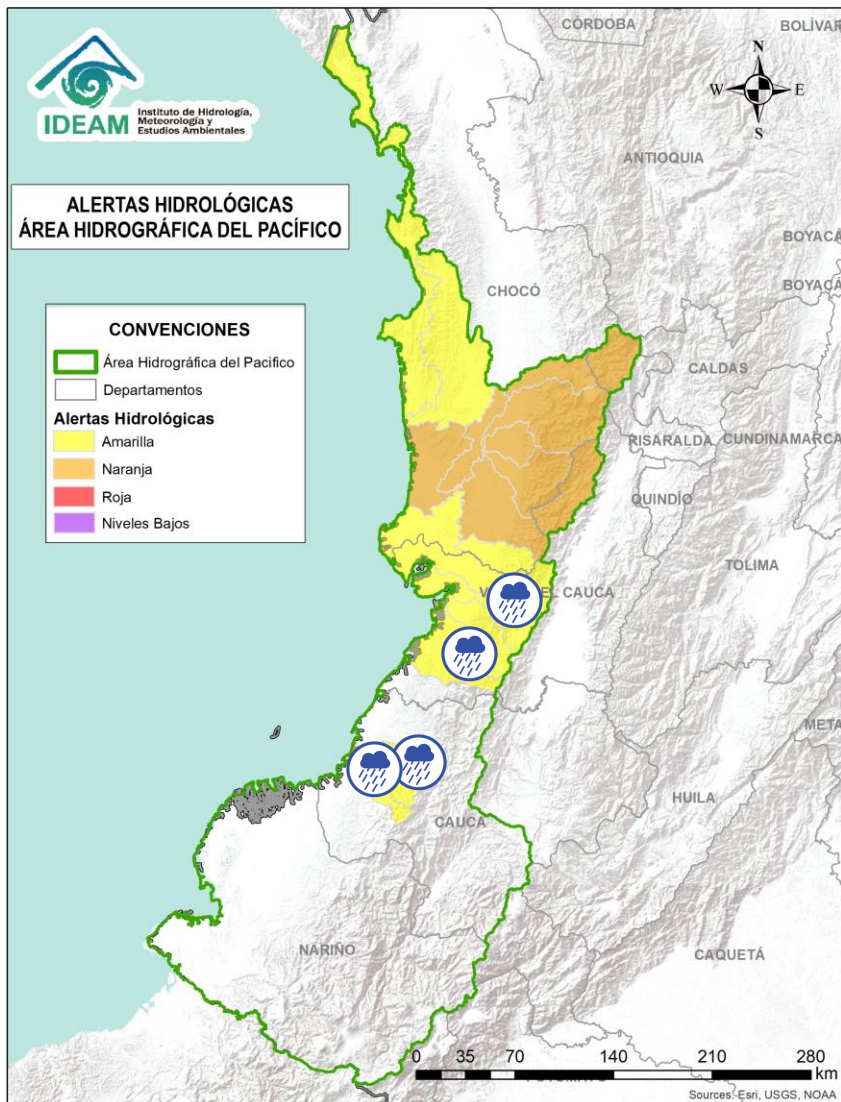 IDEAM
Instituto de Hidrología,
Meteorología y
Estudios Ambientales
ALERTAS HIDROLÓGICAS
ÁREA HIDROGRÁFICA DEL PACÍFICO
CONVENCIONES
Área Hidrográfica del Pacifico
Departamentos
Alertas Hidrológicas
Amarilla
Naranja
Roja
Niveles Bajos
N
W E
S
CÓRDOBA
BOLÍVAR
ANTIOQUIA
BOYACÁ
CHOCÓ
BOYACÁ
CALDAS
RISARALDA
CUNDINAMARCA
QUINDÍO
TOLIMA
CAUCA
META
HUILA
CAUCA
NARIÑO
CAQUETÁ
0 35 70 140 210 280
km
Sources: Esri, USGS, NOAA